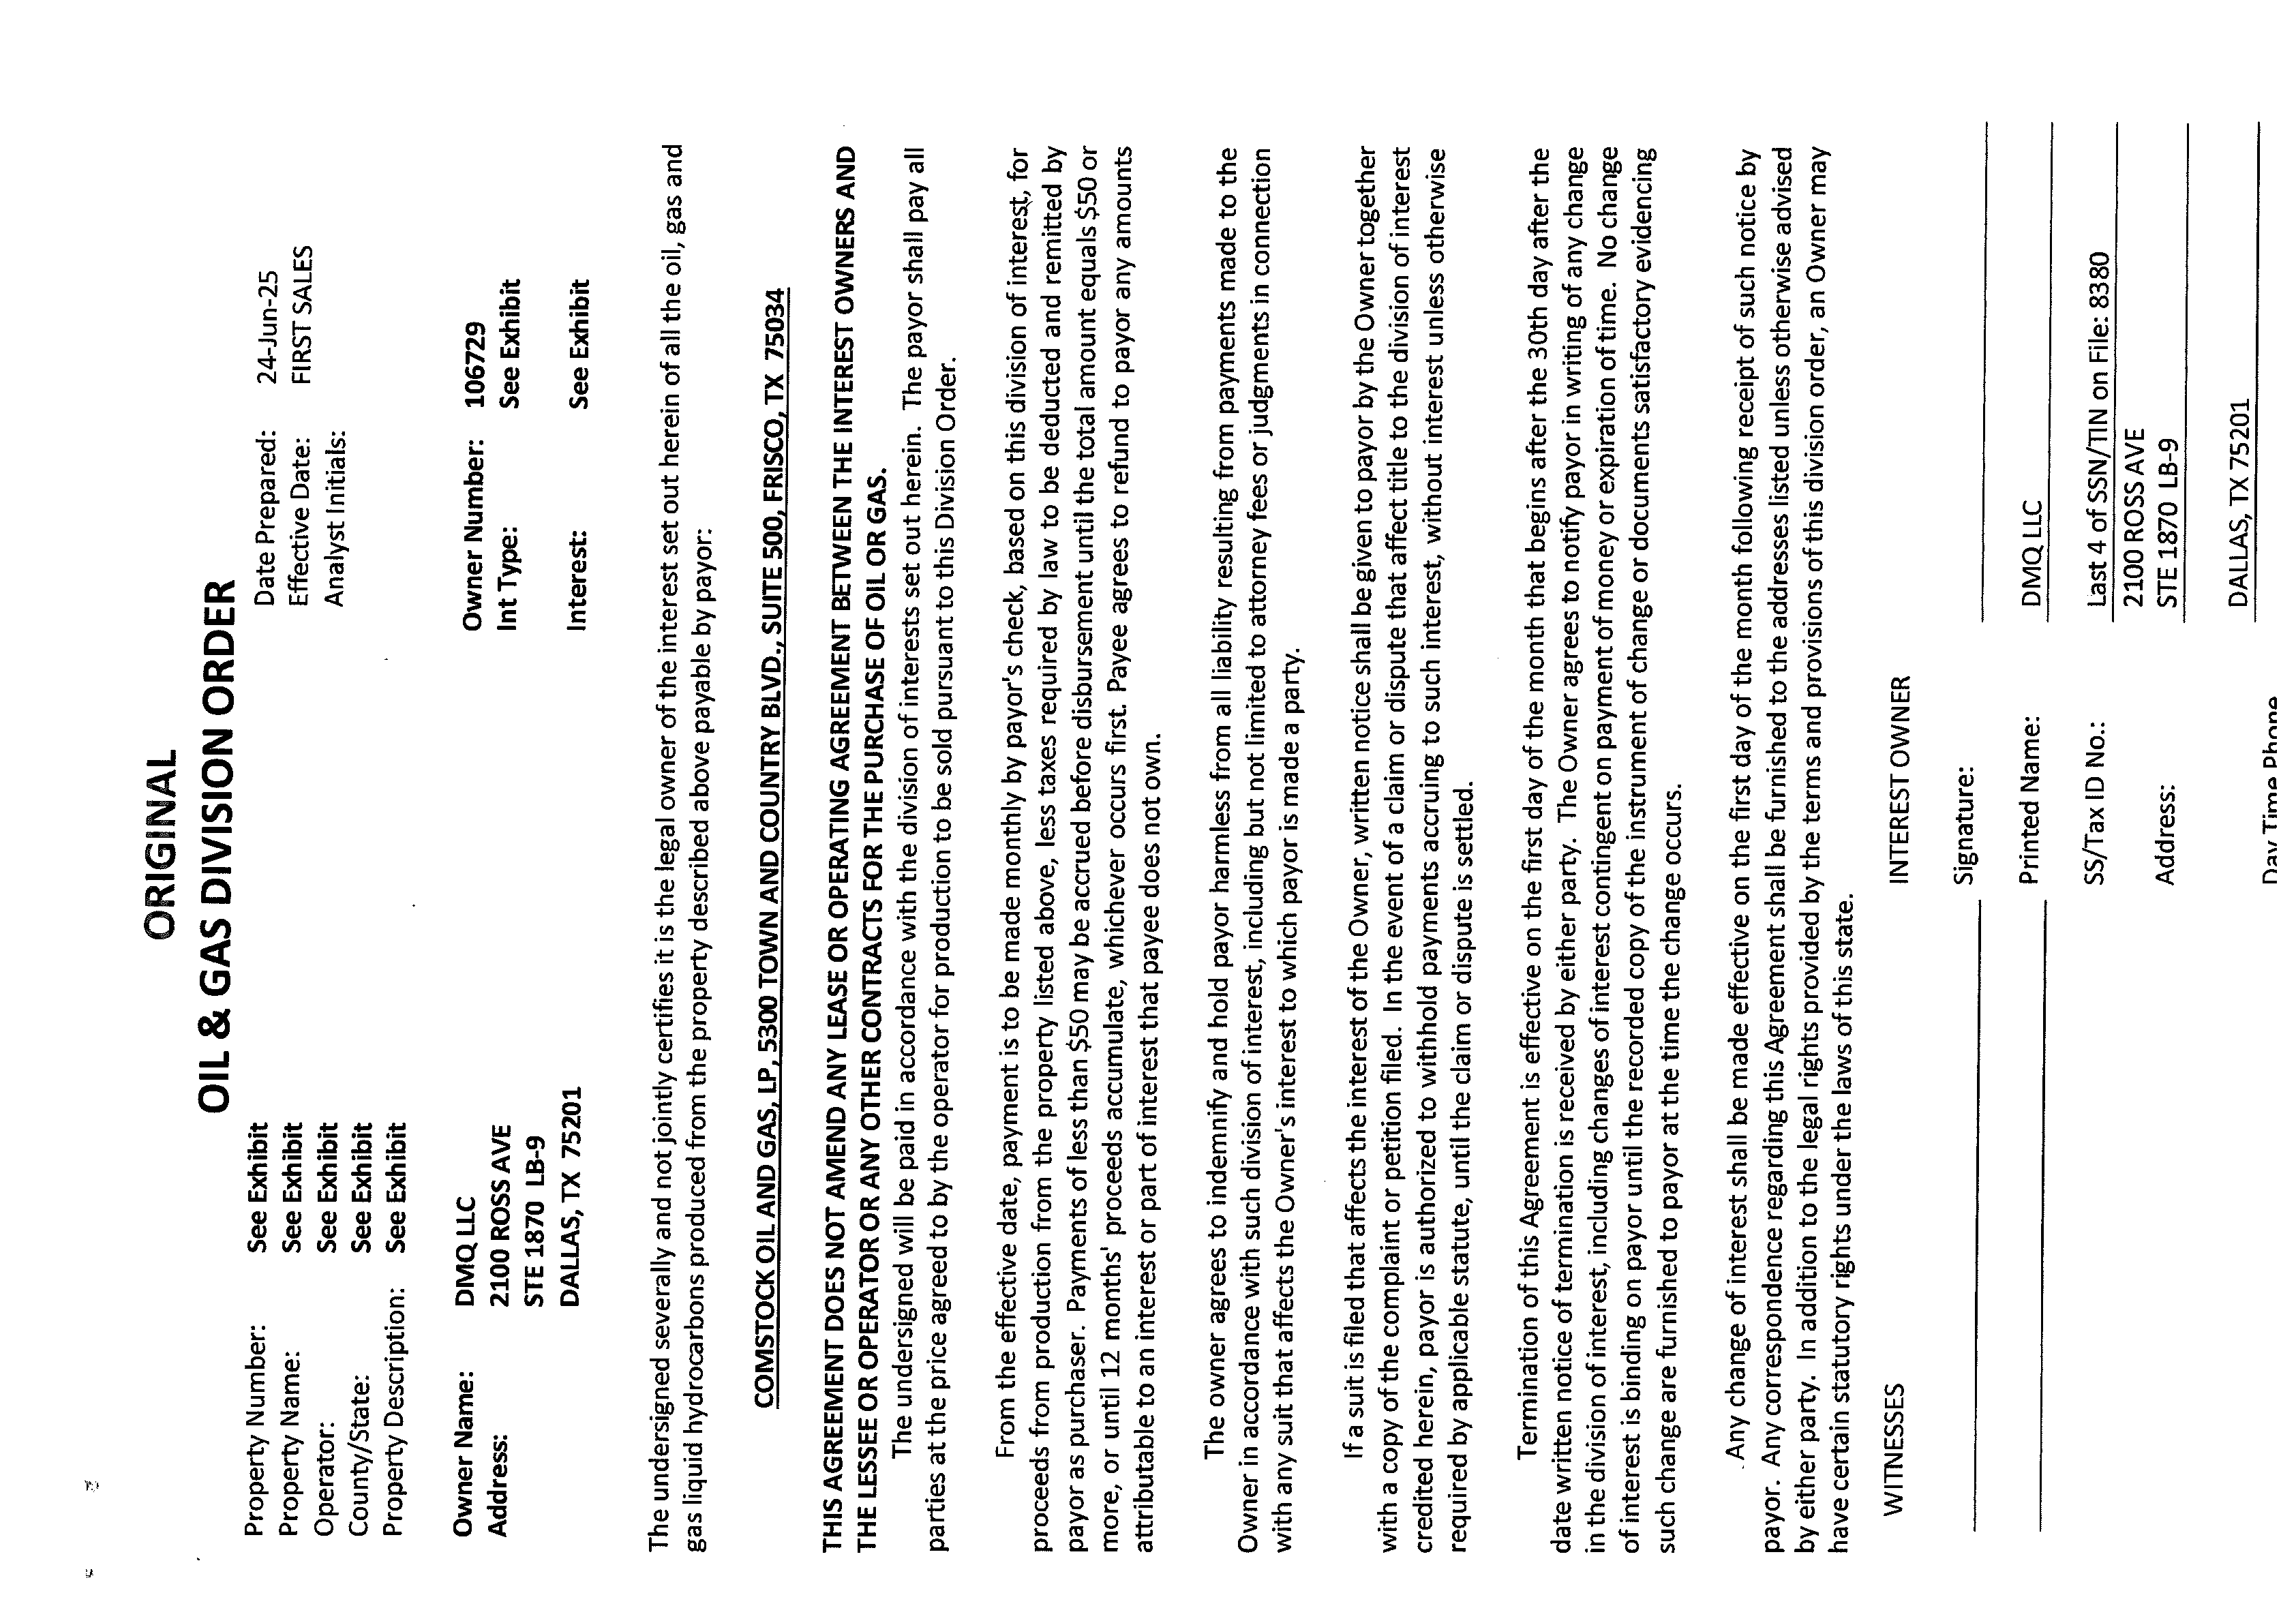 ORIGINAL
OIL & GAS DIVISION ORDER
Property Number: See Exhibit Date Prepared: 24-Jun-25
Property Name: See Exhibit Effective Date: FIRST SALES
Operator: See Exhibit Analyst Initials:
County/State: See Exhibit
Property Description: See Exhibit
Owner Name: DMQ LLC Owner Number: 106729
Address: 2100 ROSS AVE Int Type: See Exhibit
STE 1870 LB-9
DALLAS, TX 75201 Interest: See Exhibit
The undersigned severally and not jointly certifies it is the legal owner of the interest set out herein of all the oil, gas and
gas liquid hydrocarbons produced from the property described above payable by payor:
COMSTOCK OIL AND GAS, LP, 5300 TOWN AND COUNTRY BLVD., SUITE 500, FRISCO, TX 75034
THIS AGREEMENT DOES NOT AMEND ANY LEASE OR OPERATING AGREEMENT BETWEEN THE INTEREST OWNERS AND
THE LESSEE OR OPERATOR OR ANY OTHER CONTRACTS FOR THE PURCHASE OF OIL OR GAS.
The undersigned will be paid in accordance with the division of interests set out herein. The payor shall pay all
parties at the price agreed to by the operator for production to be sold pursuant to this Division Order.
From the effective date, payment is to be made monthly by payor's check, based on this division of interest, for
proceeds from production from the property listed above, less taxes required by law to be deducted and remitted by
payor as purchaser. Payments of less than $50 may be accrued before disbursement until the total amount equals $50 or
more, or until 12 months' proceeds accumulate, whichever occurs first. Payee agrees to refund to payor any amounts
attributable to an interest or part of interest that payee does not own.
The owner agrees to indemnify and hold payor harmless from all liability resulting from payments made to the
Owner in accordance with such division of interest, including but not limited to attorney fees or judgments in connection
with any suit that affects the Owner's interest to which payor is made a party.
If a suit is filed that affects the interest of the Owner, written notice shall be given to payor by the Owner together
with a copy of the complaint or petition filed. In the event of a claim or dispute that affect title to the division of interest
credited herein, payor is authorized to withhold payments accruing to such interest, without interest unless otherwise
required by applicable statute, until the claim or dispute is settled.
Termination of this Agreement is effective on the first day of the month that begins after the 30th day after the
date written notice of termination is received by either party. The Owner agrees to notify payor in writing of any change
in the division of interest, including changes of interest contingent on payment of money or expiration of time. No change
of interest is binding on payor until the recorded copy of the instrument of change or documents satisfactory evidencing
such change are furnished to payor at the time the change occurs.
Any change of interest shall be made effective on the first day of the month following receipt of such notice by
payor. Any correspondence regarding this Agreement shall be furnished to the addresses listed unless otherwise advised
by either party. In addition to the legal rights provided by the terms and provisions of this division order, an Owner may
have certain statutory rights under the laws of this state.
WITNESSES INTEREST OWNER
Signature:
Printed Name: DMQ LLC
SS/Tax ID No.: Last 4 of SSN/TIN on File: 8380
2100 ROSS AVE
Address: STE 1870 LB-9
DALLAS, TX 75201
Day Time Phone